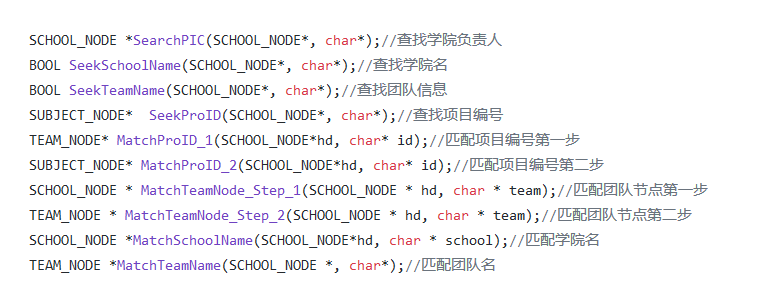 SCHOOL_NODE *SearchPIC(SCHOOL_NODE*, char*);//查找学院负责人
BOOL SeekSchoolName(SCHOOL_NODE*, char*);//查找学院名
BOOL SeekTeamName(SCHOOL_NODE*, char*);//查找团队信息
SUBJECT_NODE*  SeekProID(SCHOOL_NODE*, char*);//查找项目编号
TEAM_NODE* MatchProID_1(SCHOOL_NODE*hd, char* id);//匹配项目编号第一步
SUBJECT_NODE* MatchProID_2(SCHOOL_NODE*hd, char* id);//匹配项目编号第二步
SCHOOL_NODE * MatchTeamNode_Step_1(SCHOOL_NODE * hd, char * team);//匹配团队节点第一步
TEAM_NODE * MatchTeamNode_Step_2(SCHOOL_NODE * hd, char * team);//匹配团队节点第二步
SCHOOL_NODE *MatchSchoolName(SCHOOL_NODE*hd, char * school);//匹配学院名
TEAM_NODE *MatchTeamName(SCHOOL_NODE *, char*);//匹配团队名